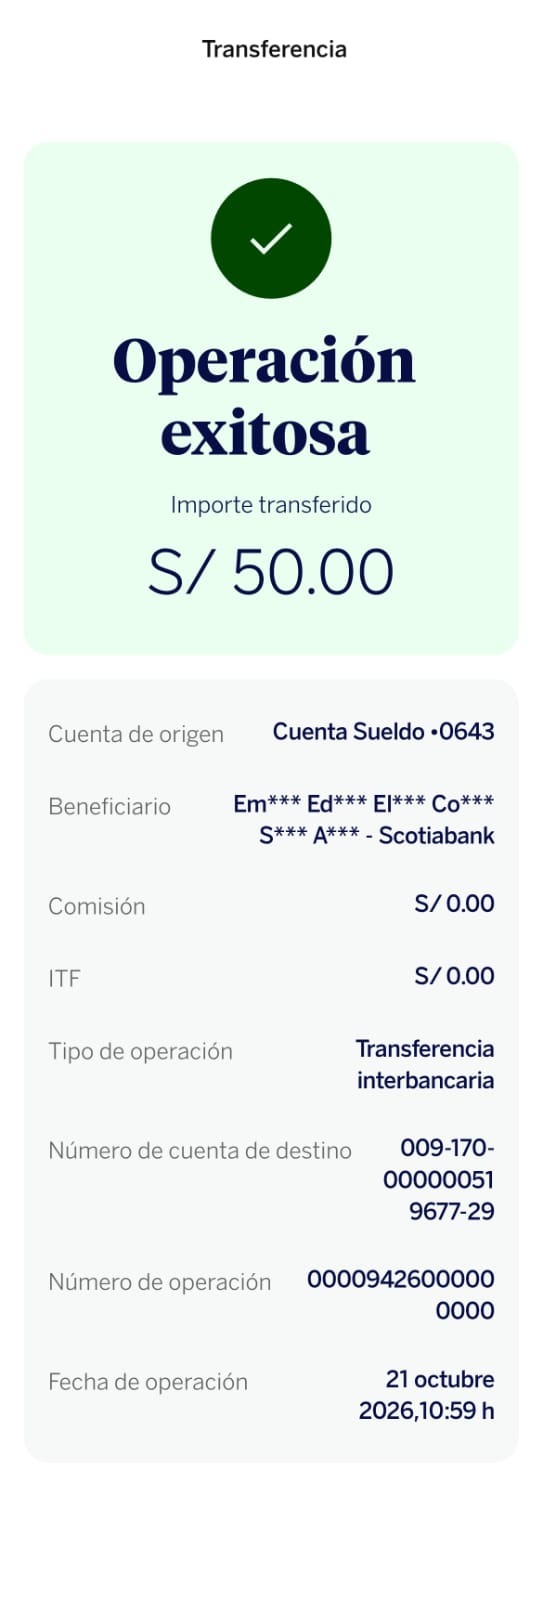 Transferencia
Operación
exitosa
Importe transferido
S/ 50.00
Cuenta de origen Cuenta Sueldo •0643
Beneficiario Em*** Ed*** El*** Co***
S*** A*** - Scotiabank
Comisión S/ 0.00
ITF S/ 0.00
Tipo de operación Transferencia
interbancaria
Número de cuenta de destino 009-170-
00000051
9677-29
Número de operación 0000942600000
0000
Fecha de operación 21 octubre
2026,10:59 h